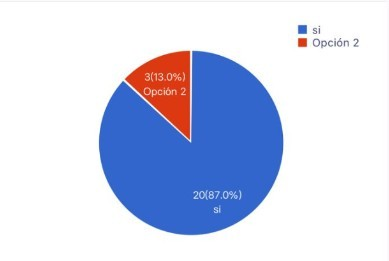 si
Opción 2
3(13.0%)
Opción 2
20(87.0%)
si